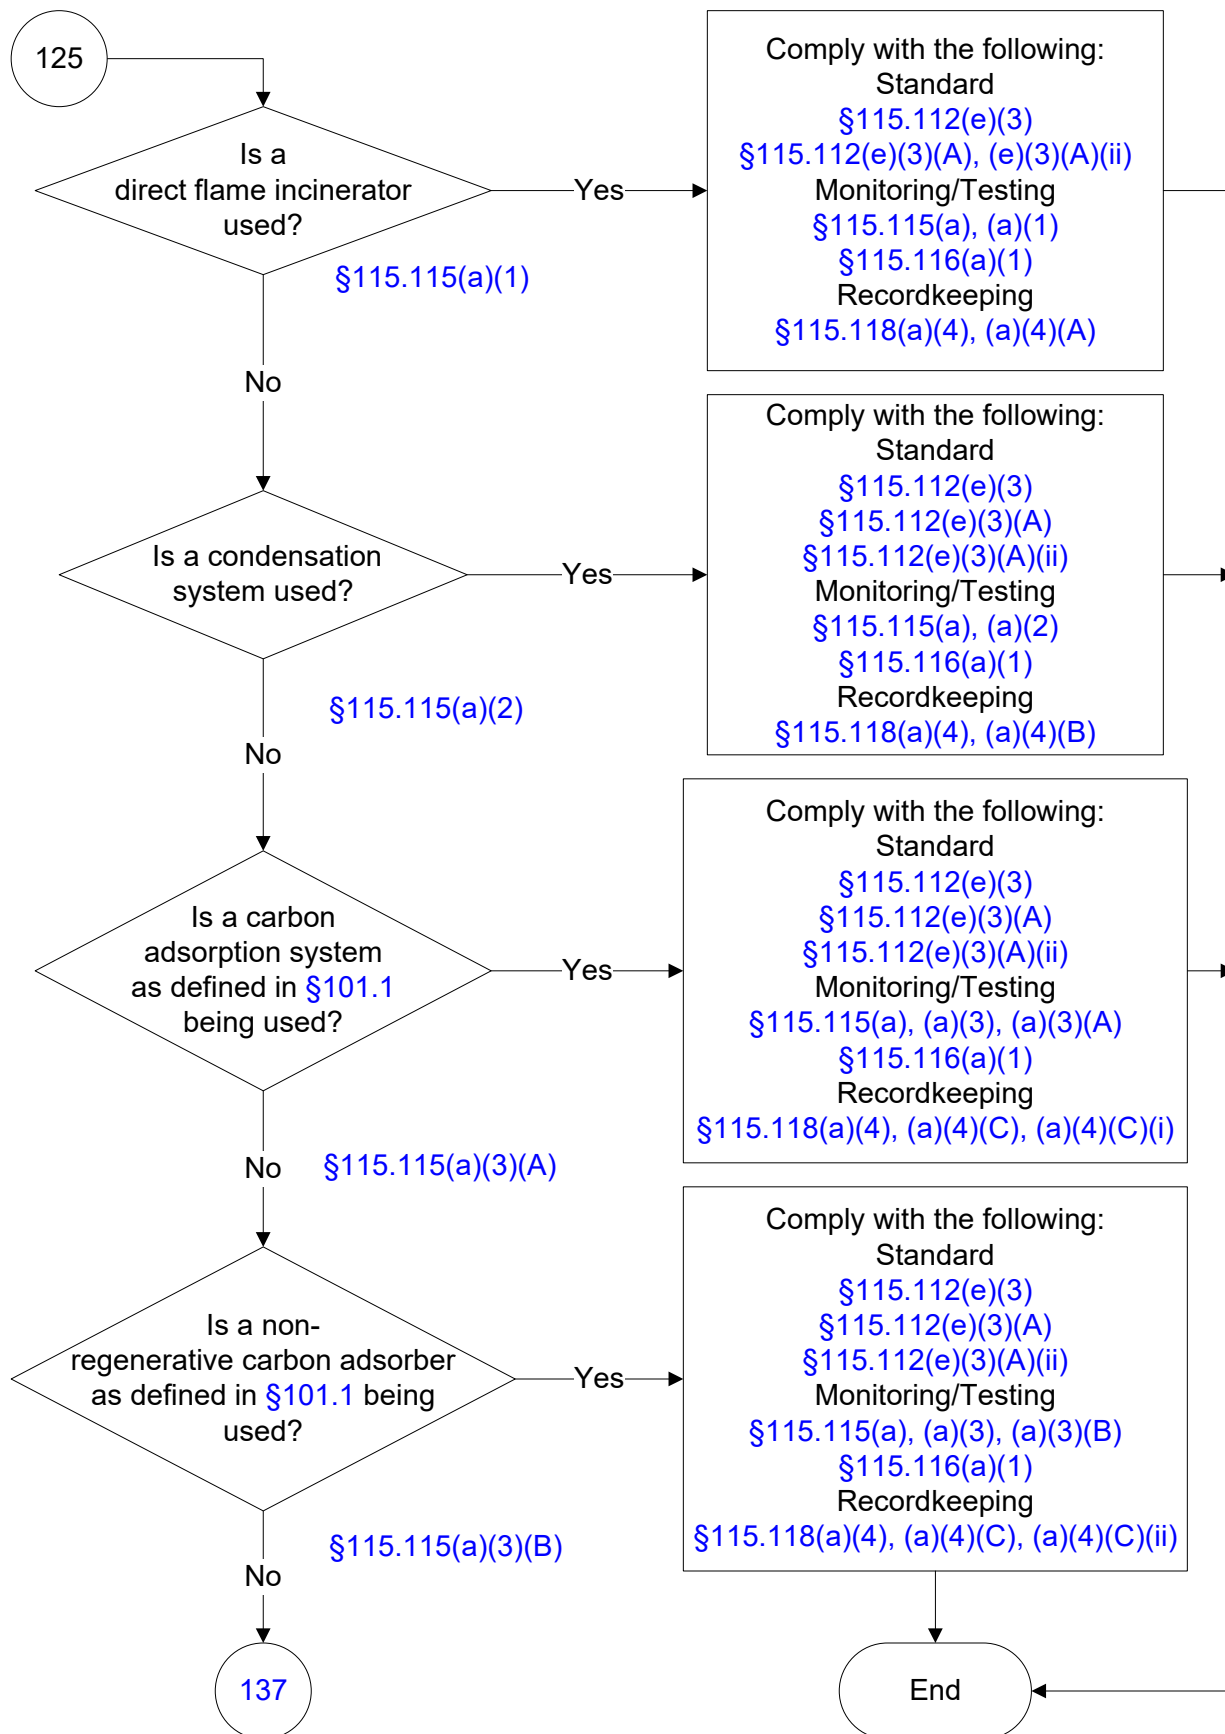 125
Is a
direct flame incinerator
used?
§115.115(a)(1)
Yes
No
Comply with the following:
Standard
§115.112(e)(3)
§115.112(e)(3)(A), (e)(3)(A)(ii)
Monitoring/Testing
§115.115(a), (a)(1)
§115.116(a)(1)
Recordkeeping
§115.118(a)(4), (a)(4)(A)
Is a condensation
system used?
§115.115(a)(2)
Yes
No
Comply with the following:
Standard
§115.112(e)(3)
§115.112(e)(3)(A)
§115.112(e)(3)(A)(ii)
Monitoring/Testing
§115.115(a), (a)(2)
§115.116(a)(1)
Recordkeeping
§115.118(a)(4), (a)(4)(B)
Is a carbon
adsorption system
as defined in §101.1
being used?
§115.115(a)(3)(A)
Yes
No
Comply with the following:
Standard
§115.112(e)(3)
§115.112(e)(3)(A)
§115.112(e)(3)(A)(ii)
Monitoring/Testing
§115.115(a), (a)(3), (a)(3)(A)
§115.116(a)(1)
Recordkeeping
§115.118(a)(4), (a)(4)(C), (a)(4)(C)(i)
Is a non-
regenerative carbon adsorber
as defined in §101.1 being
used?
§115.115(a)(3)(B)
Yes
No
Comply with the following:
Standard
§115.112(e)(3)
§115.112(e)(3)(A)
§115.112(e)(3)(A)(ii)
Monitoring/Testing
§115.115(a), (a)(3), (a)(3)(B)
§115.116(a)(1)
Recordkeeping
§115.118(a)(4), (a)(4)(C), (a)(4)(C)(ii)
137
End